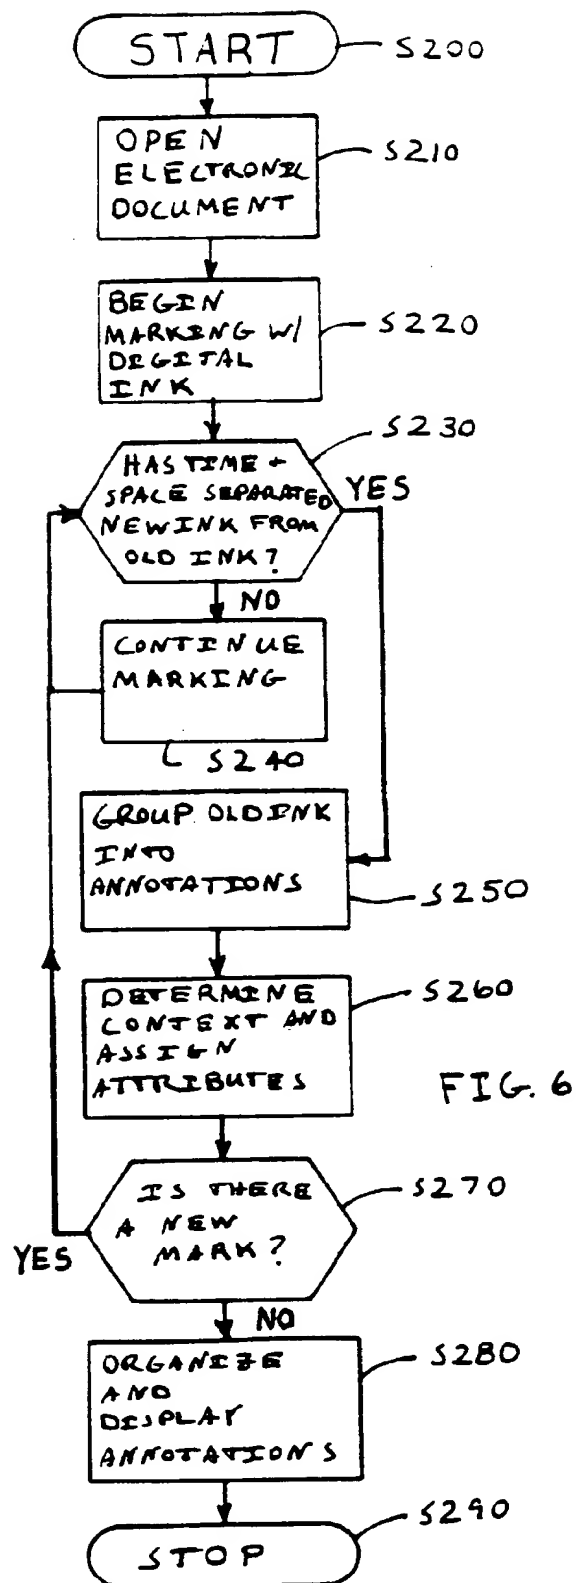 START
S200
OPEN
ELECTRONIC
DOCUMENT
S210
BEGIN
MARKING W/
DIGITAL
INK
S220
S230
HAS TIME +
SPACE SEPARATED
NEW INK FROM
OLD INK?
YES
NO
CONTINUE
MARKING
S240
GROUP OLD INK
INTO
ANNOTATIONS
S250
DETERMINE
CONTEXT AND
ASSIGN
ATTRIBUTES
S260
FIG. 6
IS THERE
A NEW
MARK?
S270
YES
NO
ORGANIZE
AND
DISPLAY
ANNOTATIONS
S280
STOP
S290